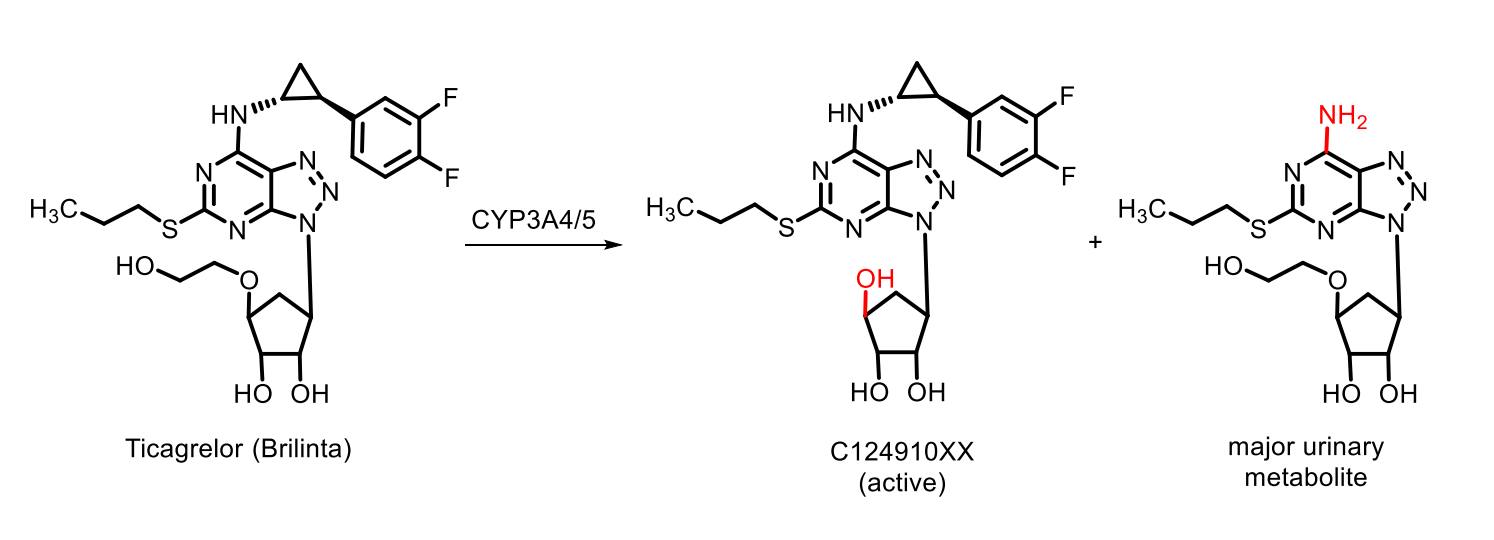 HN
F
F
N
N
N
N
N
H₃C
S
HO
O
HO
OH
Ticagrelor (Brilinta)
CYP3A4/5
HN
F
F
N
N
N
N
N
H₃C
S
OH
HO
OH
C124910XX
(active)
+
NH₂
N
N
N
N
N
H₃C
S
HO
O
HO
OH
major urinary
metabolite